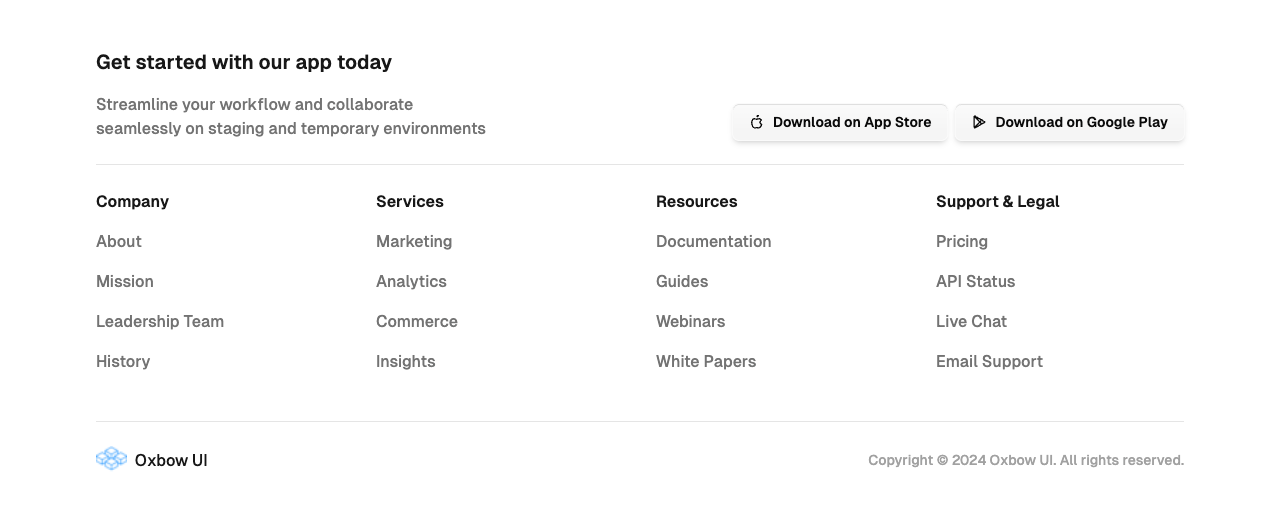 Get started with our app today
Streamline your workflow and collaborate
seamlessly on staging and temporary environments
Download on App Store
Download on Google Play
Company
About
Mission
Leadership Team
History
Services
Marketing
Analytics
Commerce
Insights
Resources
Documentation
Guides
Webinars
White Papers
Support & Legal
Pricing
API Status
Live Chat
Email Support
Oxbow UI
Copyright © 2024 Oxbow UI. All rights reserved.